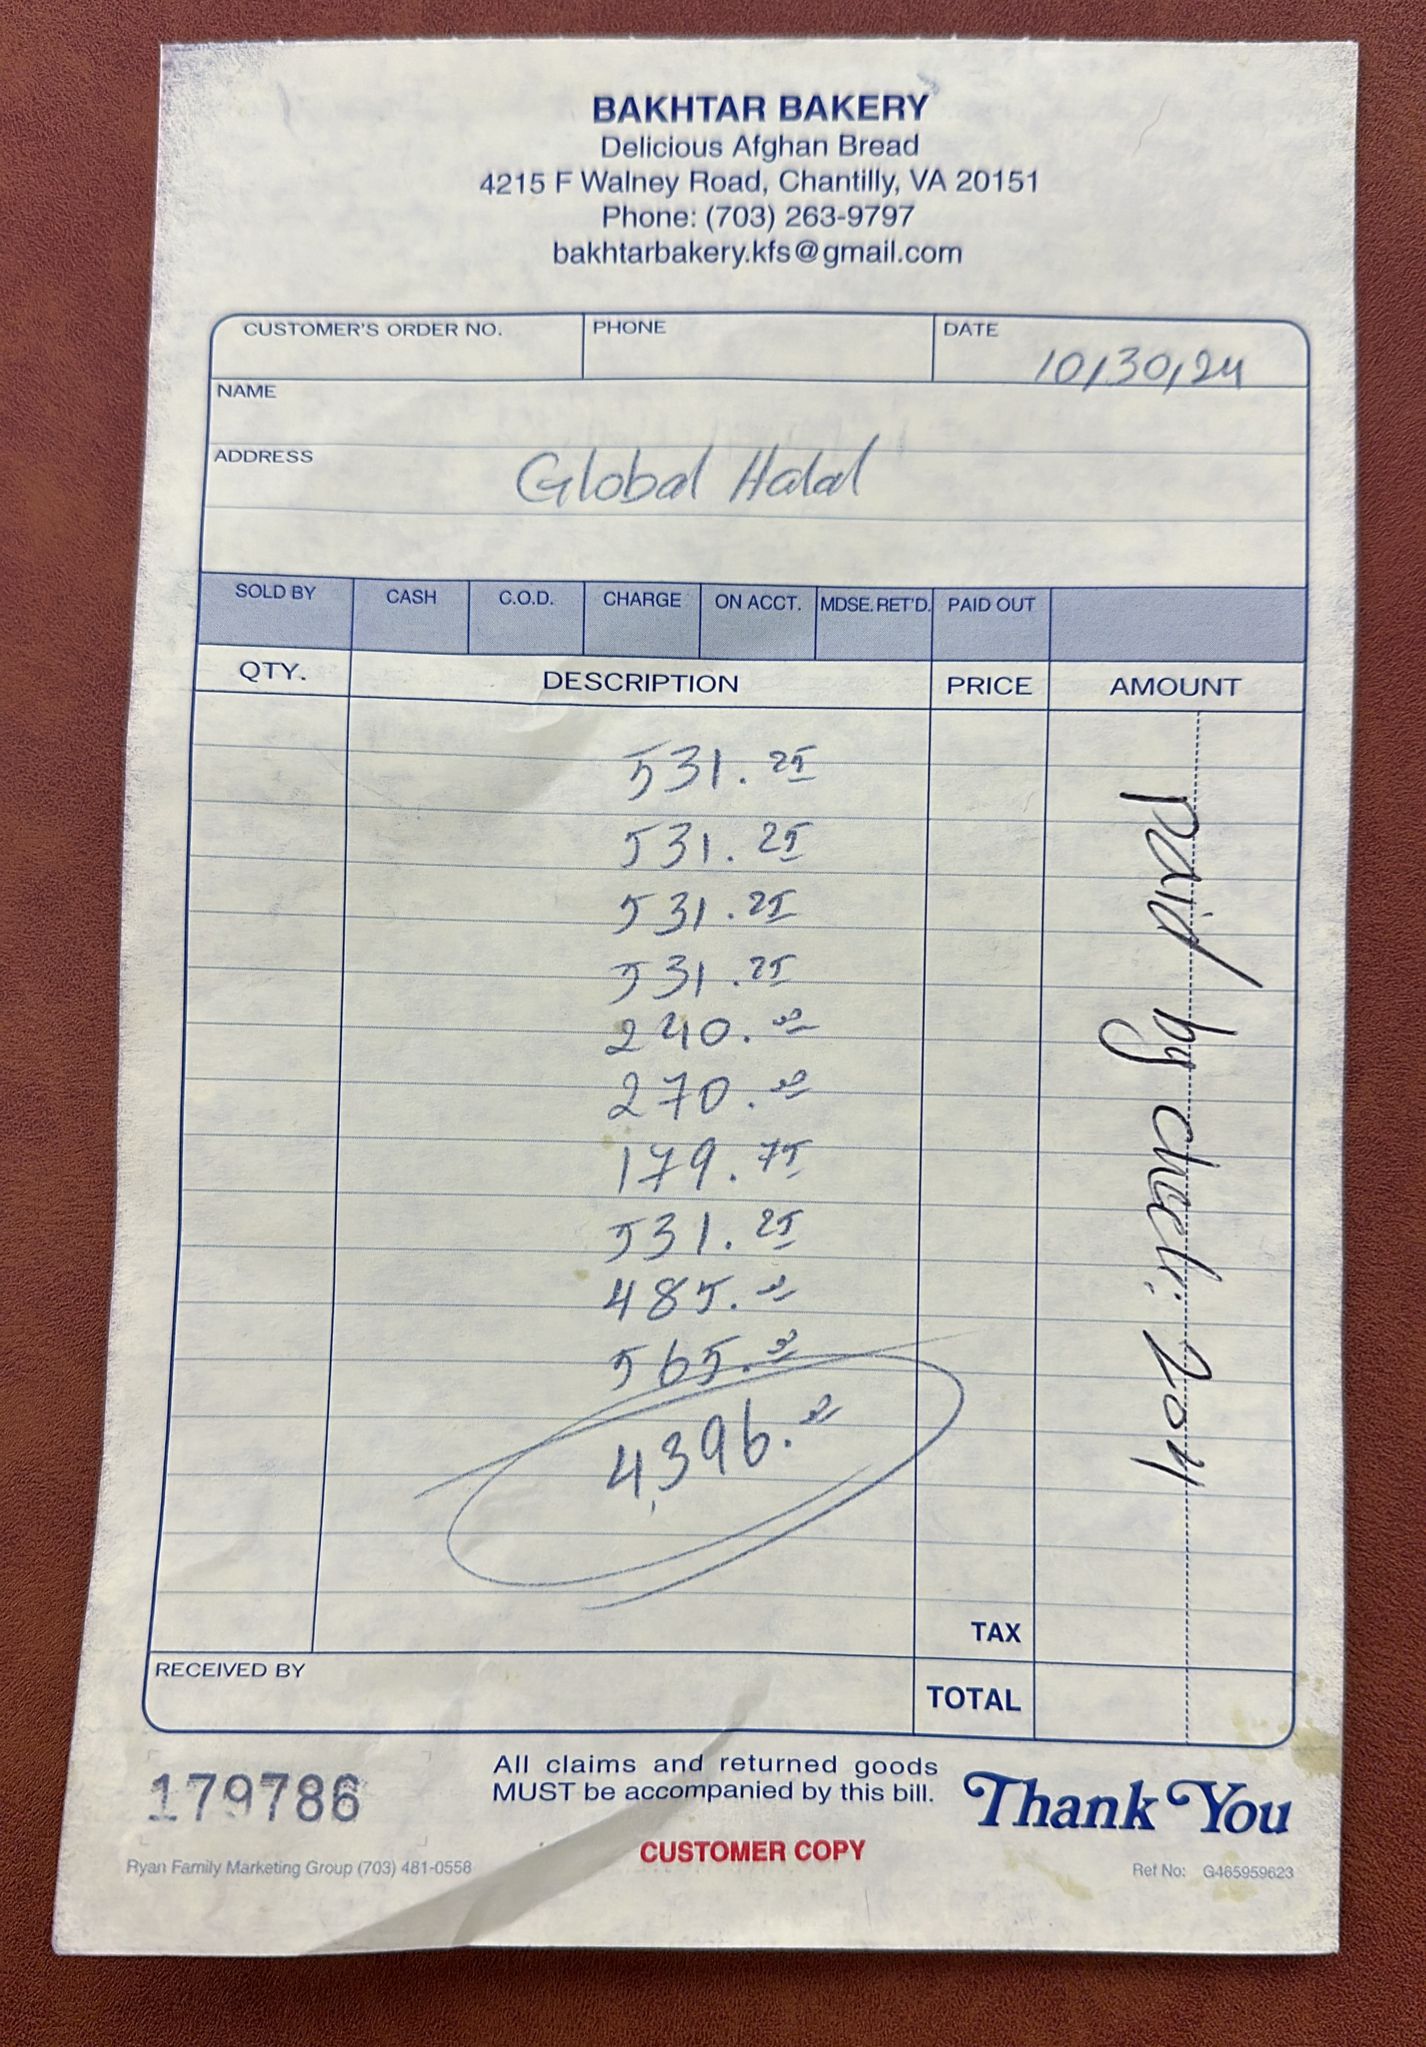 BAKHTAR BAKERY
Delicious Afghan Bread
4215 F Walney Road, Chantilly, VA 20151
Phone: (703) 263-9797
bakhtarbakery.kfs@gmail.com
CUSTOMER'S ORDER NO. PHONE DATE 10/30/24
NAME
ADDRESS Global Halal
SOLD BY CASH C.O.D. CHARGE ON ACCT. MDSE. RET'D. PAID OUT
QTY. DESCRIPTION PRICE AMOUNT
531.25
531.25
531.25
531.25
240.00
270.00
179.75
531.25
485.00
565.00
4,396.00
paid by check: 2014
TAX
RECEIVED BY TOTAL
179786
All claims and returned goods
MUST be accompanied by this bill.
Thank You
CUSTOMER COPY
Ryan Family Marketing Group (703) 481-0558
Ref No: G465959623